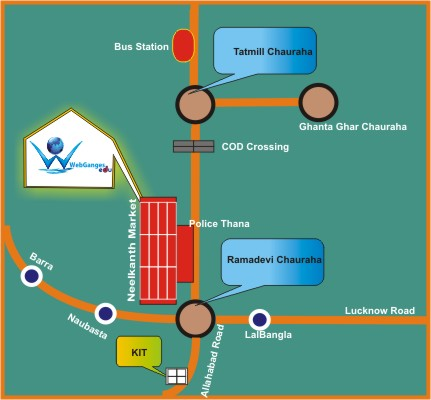 Bus Station
Tatmill Chauraha
Ghanta Ghar Chauraha
COD Crossing
WebGanges
edu
Neelkanth Market
Police Thana
Barra
Ramadevi Chauraha
Naubasta
Lucknow Road
LalBangla
KIT
Allahabad Road